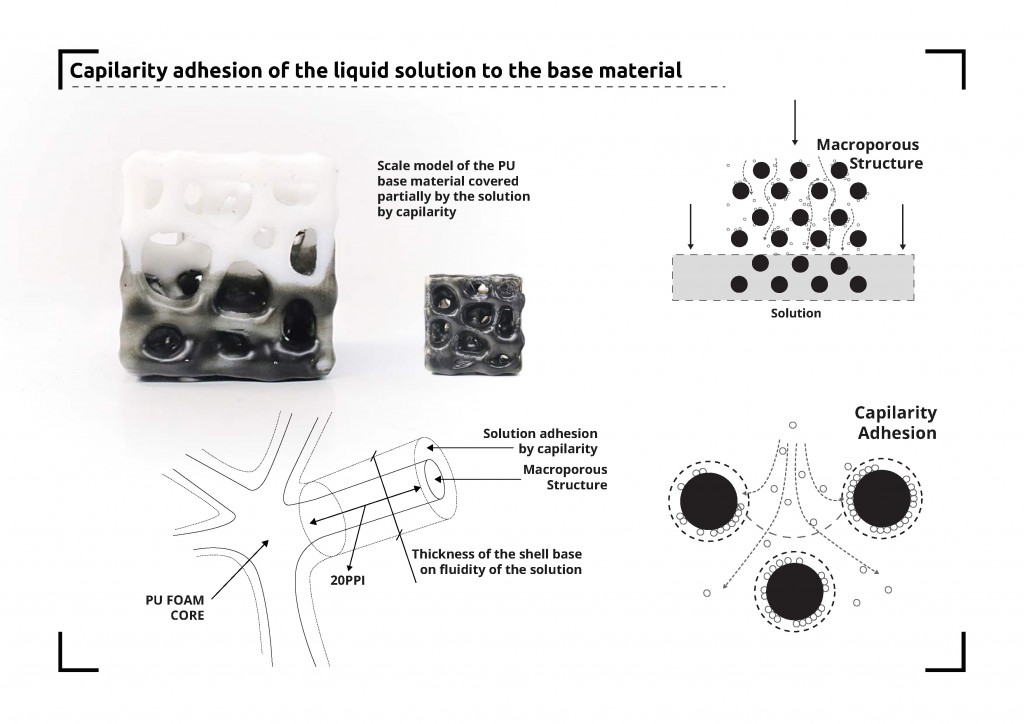 Capilarity adhesion of the liquid solution to the base material
Scale model of the PU
base material covered
partially by the solution
by capilarity
Macroporous
Structure
Solution
Solution adhesion
by capilarity
Macroporous
Structure
Thickness of the shell base
on fluidity of the solution
20PPI
PU FOAM
CORE
Capilarity
Adhesion